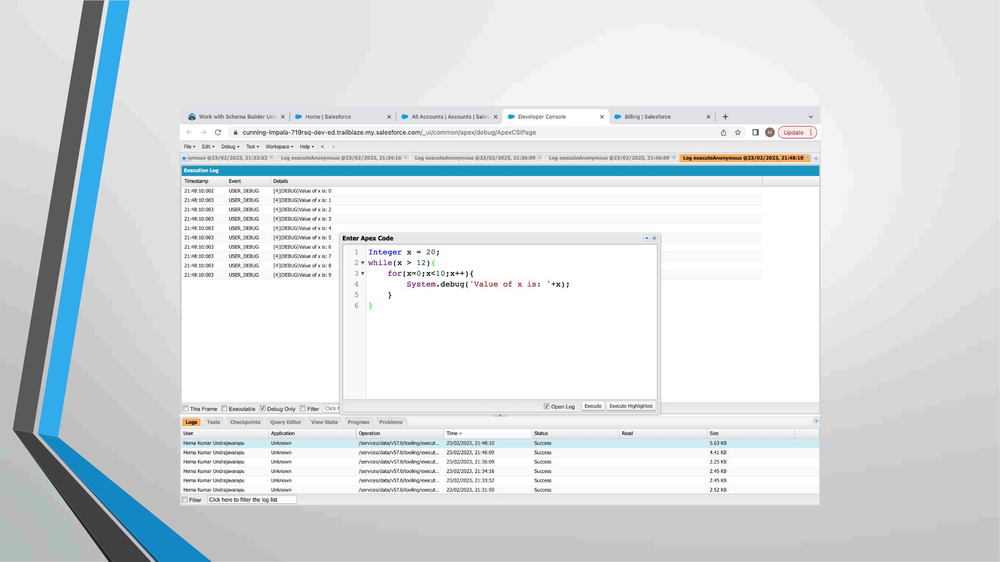 Work with Schema Builder Unit
Home | Salesforce
All Accounts | Accounts | Sales
Developer Console
Billing | Salesforce
cunning-impala-719rsq-dev-ed.trailblaze.my.salesforce.com/_ui/common/apex/debug/ApexCSIPage
H
Update
File Edit Debug Test Workspace Help < >
ymous @23/02/2023, 21:33:52
Log executeAnonymous @23/02/2023, 21:34:16
Log executeAnonymous @23/02/2023, 21:36:09
Log executeAnonymous @23/02/2023, 21:46:09
Log executeAnonymous @23/02/2023, 21:48:10
Execution Log
Timestamp Event Details
21:48:10:002 USER_DEBUG [4]|DEBUG|Value of x is: 0
21:48:10:003 USER_DEBUG [4]|DEBUG|Value of x is: 1
21:48:10:003 USER_DEBUG [4]|DEBUG|Value of x is: 2
21:48:10:003 USER_DEBUG [4]|DEBUG|Value of x is: 3
21:48:10:003 USER_DEBUG [4]|DEBUG|Value of x is: 4
21:48:10:003 USER_DEBUG [4]|DEBUG|Value of x is: 5
21:48:10:003 USER_DEBUG [4]|DEBUG|Value of x is: 6
21:48:10:003 USER_DEBUG [4]|DEBUG|Value of x is: 7
21:48:10:003 USER_DEBUG [4]|DEBUG|Value of x is: 8
21:48:10:003 USER_DEBUG [4]|DEBUG|Value of x is: 9
Enter Apex Code
1 Integer x = 20;
2 while(x > 12){
3 for(x=0;x<10;x++){
4 System.debug('Value of x is: '+x);
5 }
6 }
Open Log Execute Execute Highlighted
This Frame Executable Debug Only Filter Click h
Logs Tests Checkpoints Query Editor View State Progress Problems
User Application Operation Time Status Read Size
Hema Kumar Undrajavarapu Unknown /services/data/v57.0/tooling/execut... 23/02/2023, 21:48:10 Success 5.63 KB
Hema Kumar Undrajavarapu Unknown /services/data/v57.0/tooling/execut... 23/02/2023, 21:46:09 Success 4.41 KB
Hema Kumar Undrajavarapu Unknown /services/data/v57.0/tooling/execut... 23/02/2023, 21:36:09 Success 2.25 KB
Hema Kumar Undrajavarapu Unknown /services/data/v57.0/tooling/execut... 23/02/2023, 21:34:16 Success 2.45 KB
Hema Kumar Undrajavarapu Unknown /services/data/v57.0/tooling/execut... 23/02/2023, 21:33:52 Success 2.45 KB
Hema Kumar Undrajavarapu Unknown /services/data/v57.0/tooling/execut... 23/02/2023, 21:31:50 Success 2.52 KB
Filter Click here to filter the log list